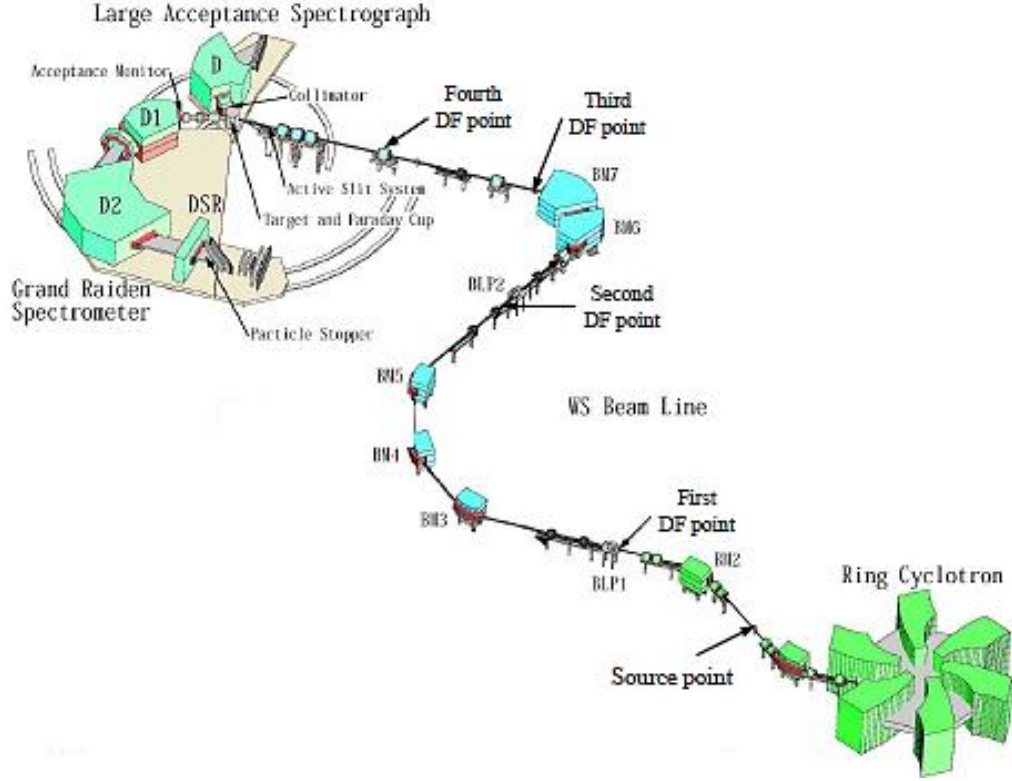 Large Acceptance Spectrograph
Acceptance Monitor
D
Collimator
D1
Fourth
DF point
Third
DF point
Active Slit System
BM7
D2
DSR
Target and Faraday Cup
BM6
Grand Raiden
Spectrometer
BLP2
Second
DF point
Particle Stopper
BM5
WS Beam Line
BM4
BM3
First
DF point
BM2
BLP1
Ring Cyclotron
Source point